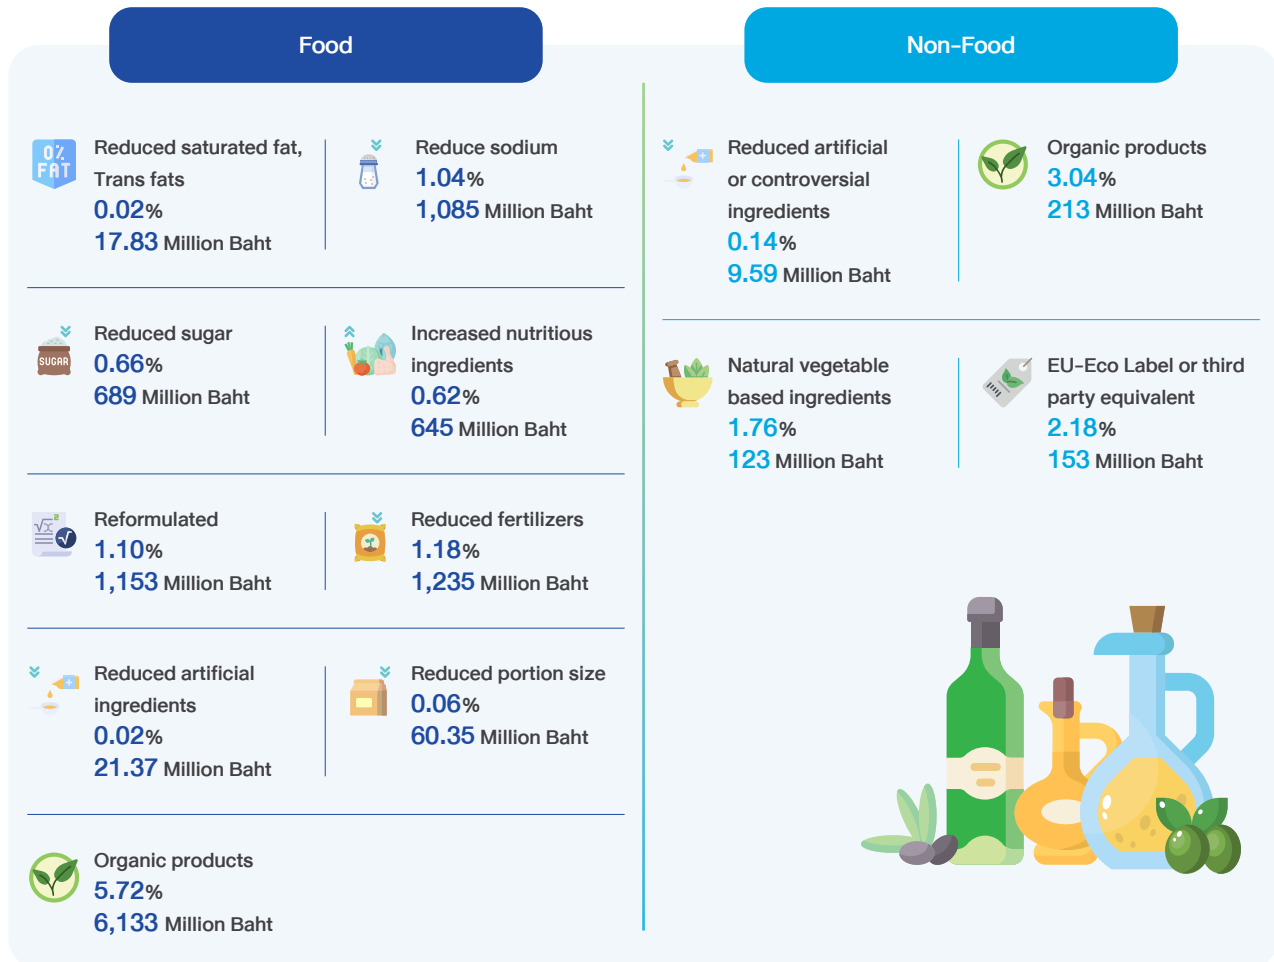 Food
0%
FAT
Reduced saturated fat,
Trans fats
0.02%
17.83 Million Baht
Reduce sodium
1.04%
1,085 Million Baht
SUGAR
Reduced sugar
0.66%
689 Million Baht
Increased nutritious
ingredients
0.62%
645 Million Baht
Reformulated
1.10%
1,153 Million Baht
Reduced fertilizers
1.18%
1,235 Million Baht
Reduced artificial
ingredients
0.02%
21.37 Million Baht
Reduced portion size
0.06%
60.35 Million Baht
Organic products
5.72%
6,133 Million Baht
Non-Food
Reduced artificial
or controversial
ingredients
0.14%
9.59 Million Baht
Organic products
3.04%
213 Million Baht
Natural vegetable
based ingredients
1.76%
123 Million Baht
EU-Eco Label or third
party equivalent
2.18%
153 Million Baht